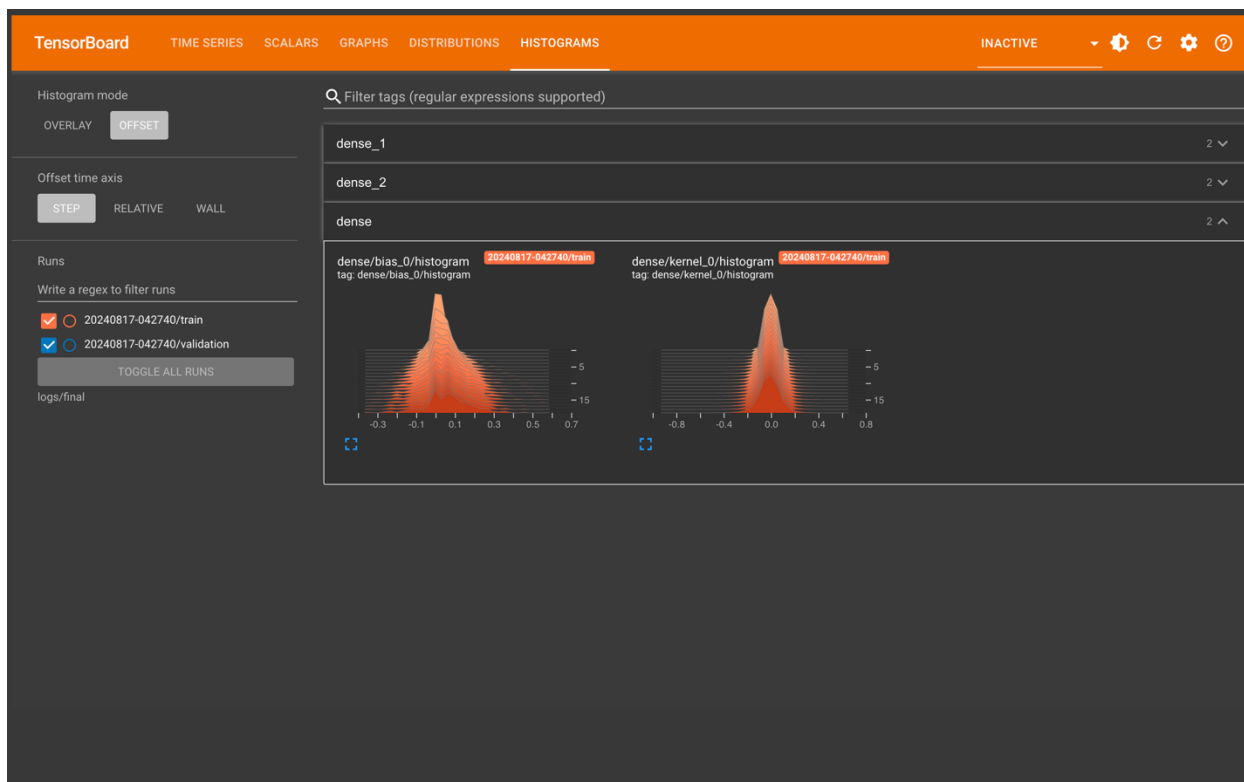 TensorBoard TIME SERIES SCALARS GRAPHS DISTRIBUTIONS HISTOGRAMS INACTIVE
Histogram mode
OVERLAY OFFSET
Offset time axis
STEP RELATIVE WALL
Runs
Write a regex to filter runs
20240817-042740/train
20240817-042740/validation
TOGGLE ALL RUNS
logs/final
Filter tags (regular expressions supported)
dense_1 2
dense_2 2
dense 2
dense/bias_0/histogram 20240817-042740/train
tag: dense/bias_0/histogram
5
15
-0.3 -0.1 0.1 0.3 0.5 0.7
dense/kernel_0/histogram 20240817-042740/train
tag: dense/kernel_0/histogram
5
15
-0.8 -0.4 0.0 0.4 0.8